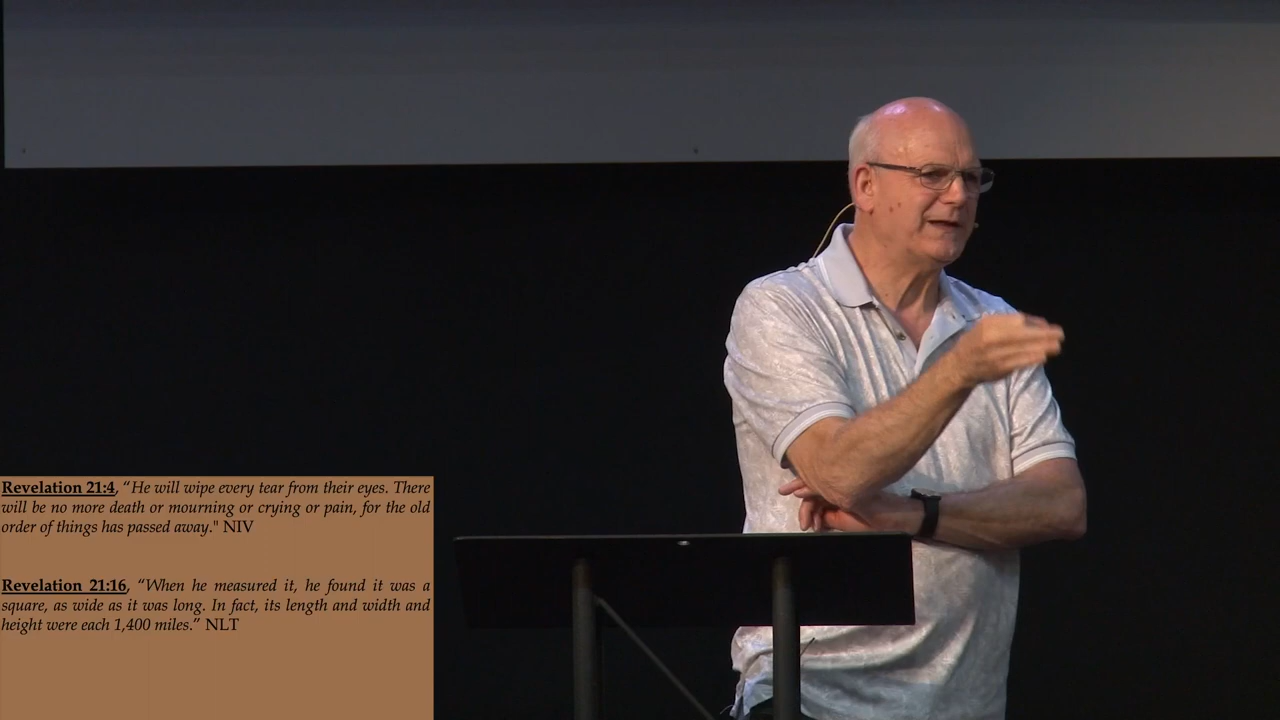 Revelation 21:4, “He will wipe every tear from their eyes. There
will be no more death or mourning or crying or pain, for the old
order of things has passed away." NIV
Revelation 21:16, “When he measured it, he found it was a
square, as wide as it was long. In fact, its length and width and
height were each 1,400 miles.” NLT